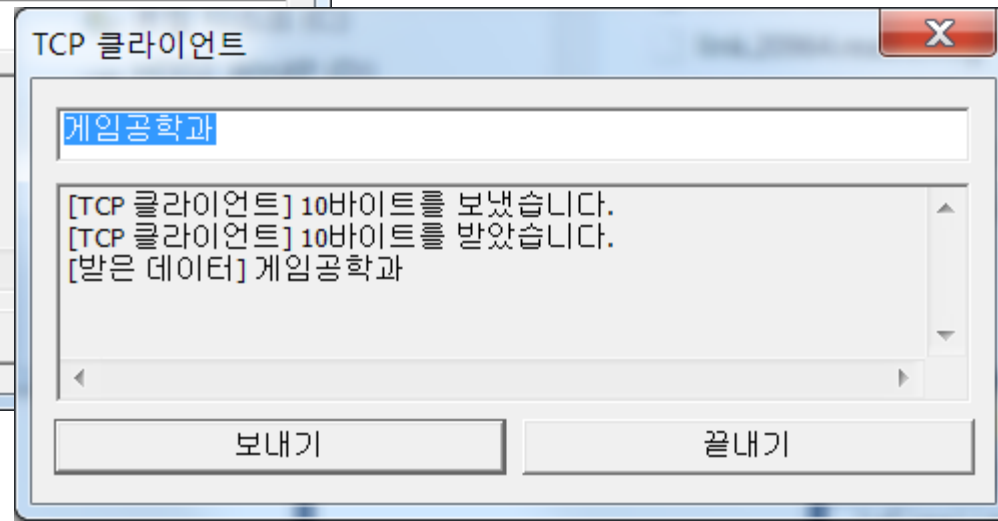 TCP 클라이언트
게임공학과
[TCP 클라이언트] 10바이트를 보냈습니다.
[TCP 클라이언트] 10바이트를 받았습니다.
[받은 데이터] 게임공학과
보내기
끝내기